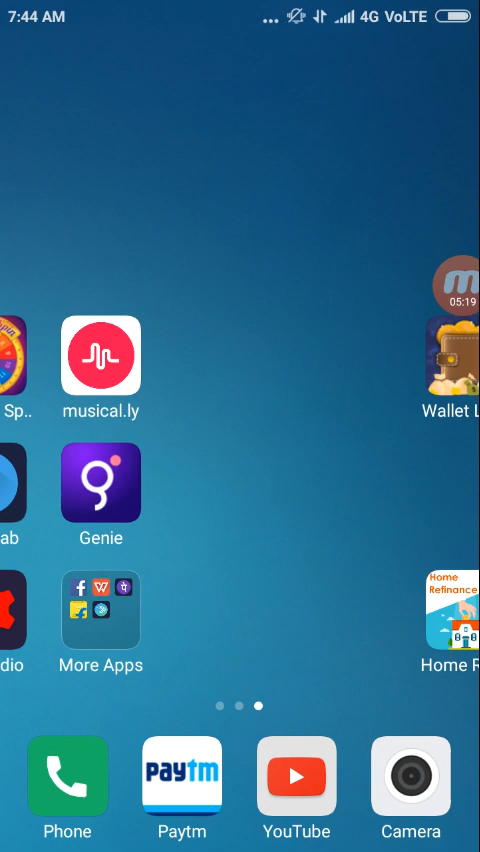 7:44 AM
... 4G VoLTE
05:19
Sp..
musical.ly
Wallet L
ab
Genie
Home
Refinance
dio
More Apps
Home R
paytm
Phone
Paytm
YouTube
Camera